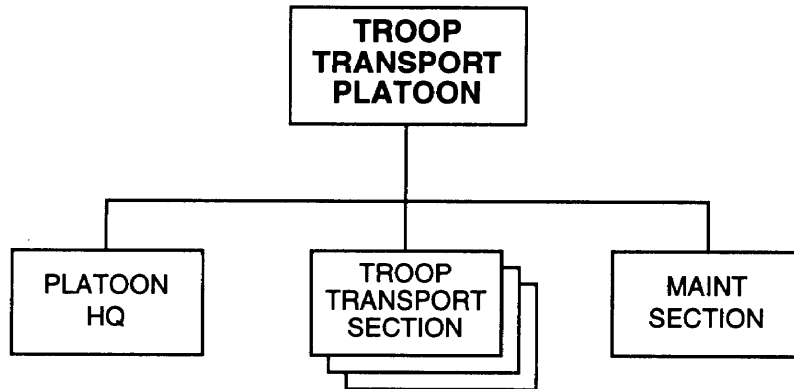 TROOP
TRANSPORT
PLATOON
PLATOON
HQ
TROOP
TRANSPORT
SECTION
MAINT
SECTION